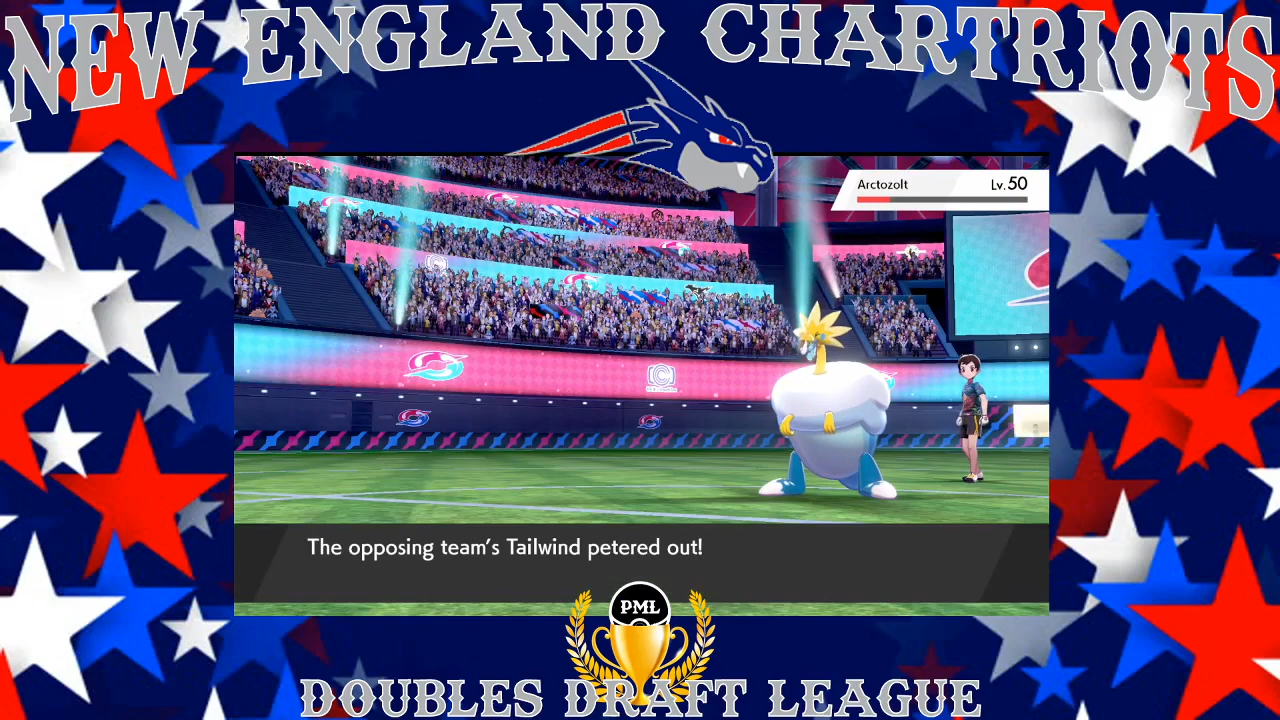 NEW ENGLAND CHARTRIOTS
Arctozolt Lv.50
The opposing team's Tailwind petered out!
PML
DOUBLES DRAFT LEAGUE